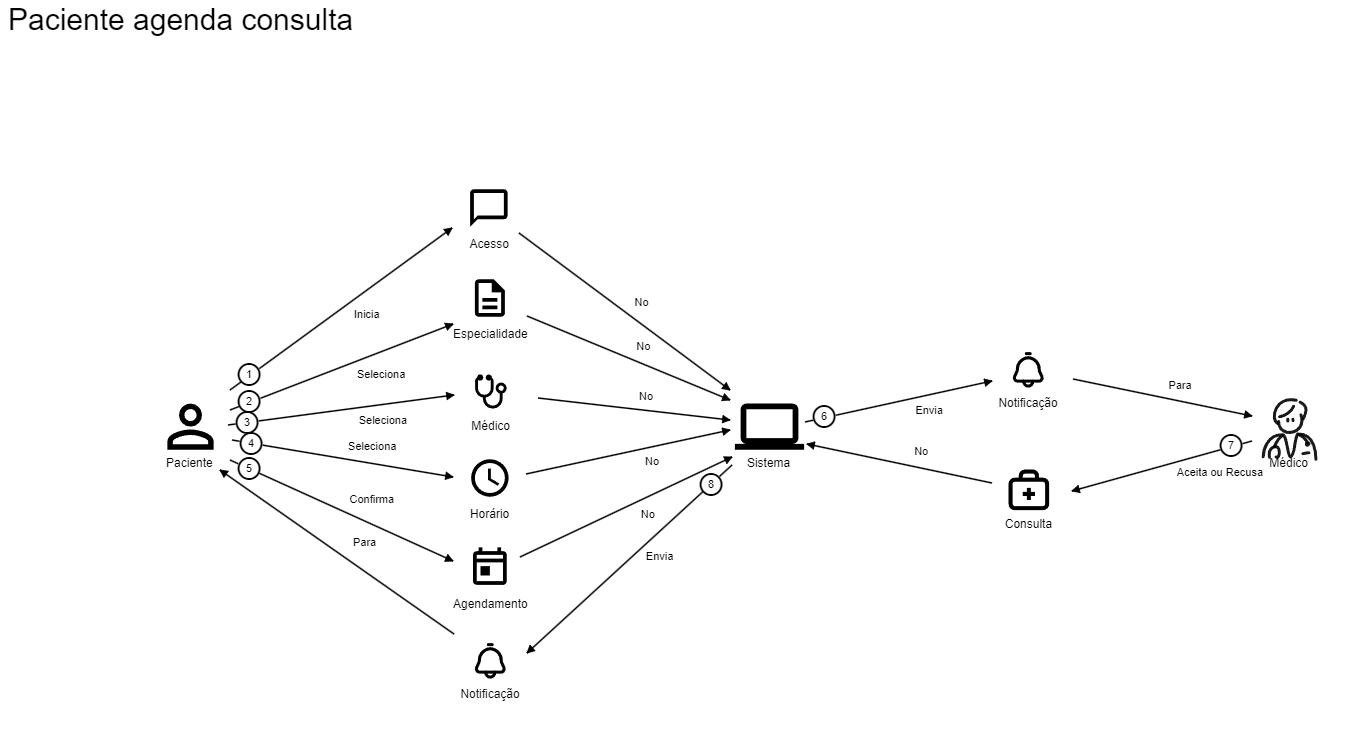 Paciente agenda consulta
Acesso
No
Inicia
Especialidade
No
1
Seleciona
2
Seleciona
3
Médico
No
4
Seleciona
5
Paciente
Confirma
Horário
No
Para
Agendamento
No
Notificação
Sistema
6
Envia
8
Envia
Notificação
Para
No
7
Aceita ou Recusa
Médico
Consulta